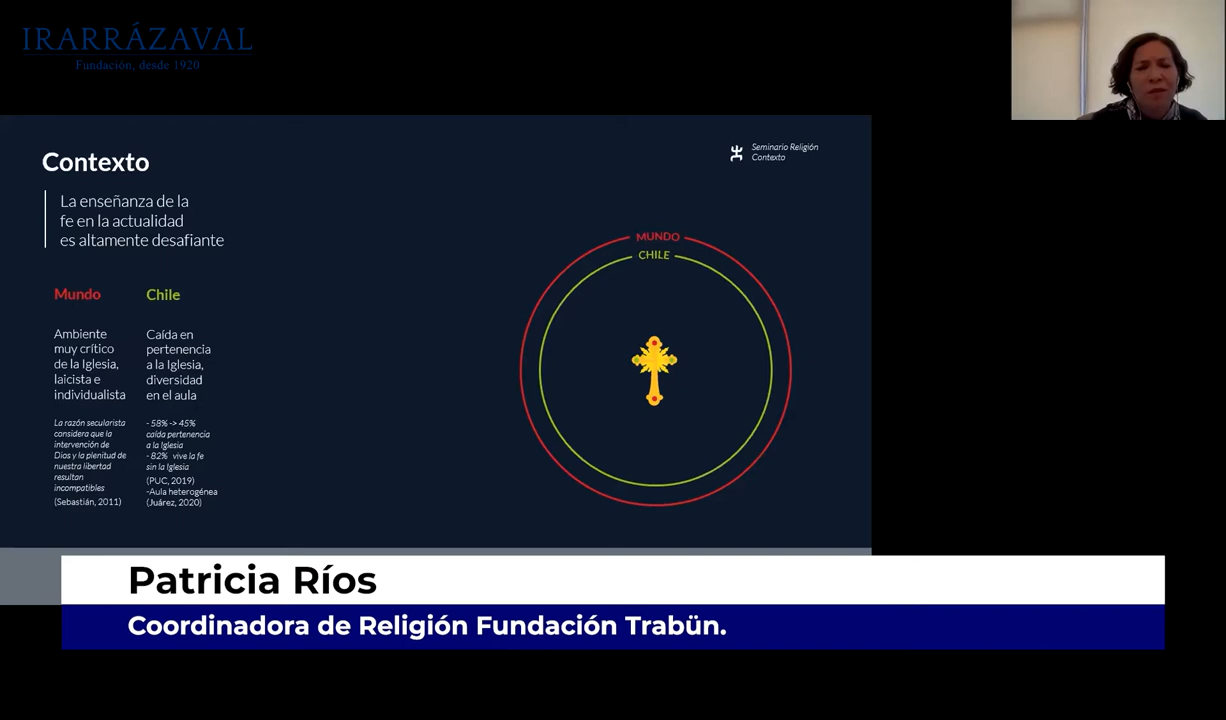 IRARRÁZAVAL
Fundación, desde 1920
Contexto
La enseñanza de la
fe en la actualidad
es altamente desafiante
Seminario Religión
Contexto
Mundo
Ambiente
muy crítico
de la Iglesia,
laicista e
individualista
La razón secularista
considera que la
intervención de
Dios y la plenitud de
nuestra libertad
resultan
incompatibles
(Sebastián, 2011)
Chile
Caída en
pertenencia
a la Iglesia,
diversidad
en el aula
- 58% -> 45%
caída pertenencia
a la Iglesia
- 82% vive la fe
sin la Iglesia
(PUC, 2019)
-Aula heterogénea
(Juárez, 2020)
MUNDO
CHILE
Patricia Ríos
Coordinadora de Religión Fundación Trabün.